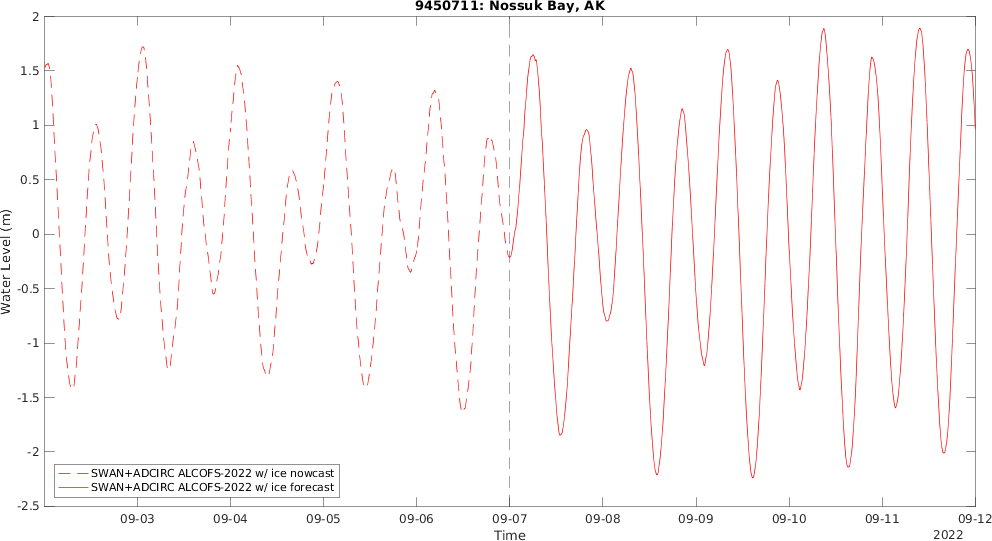 9450711: Nossuk Bay, AK
2
1.5
1
0.5
0
-0.5
-1
-1.5
-2
-2.5
Water Level (m)
SWAN+ADCIRC ALCOFS-2022 w/ ice nowcast
SWAN+ADCIRC ALCOFS-2022 w/ ice forecast
09-03 09-04 09-05 09-06 09-07 09-08 09-09 09-10 09-11 09-12
Time
2022